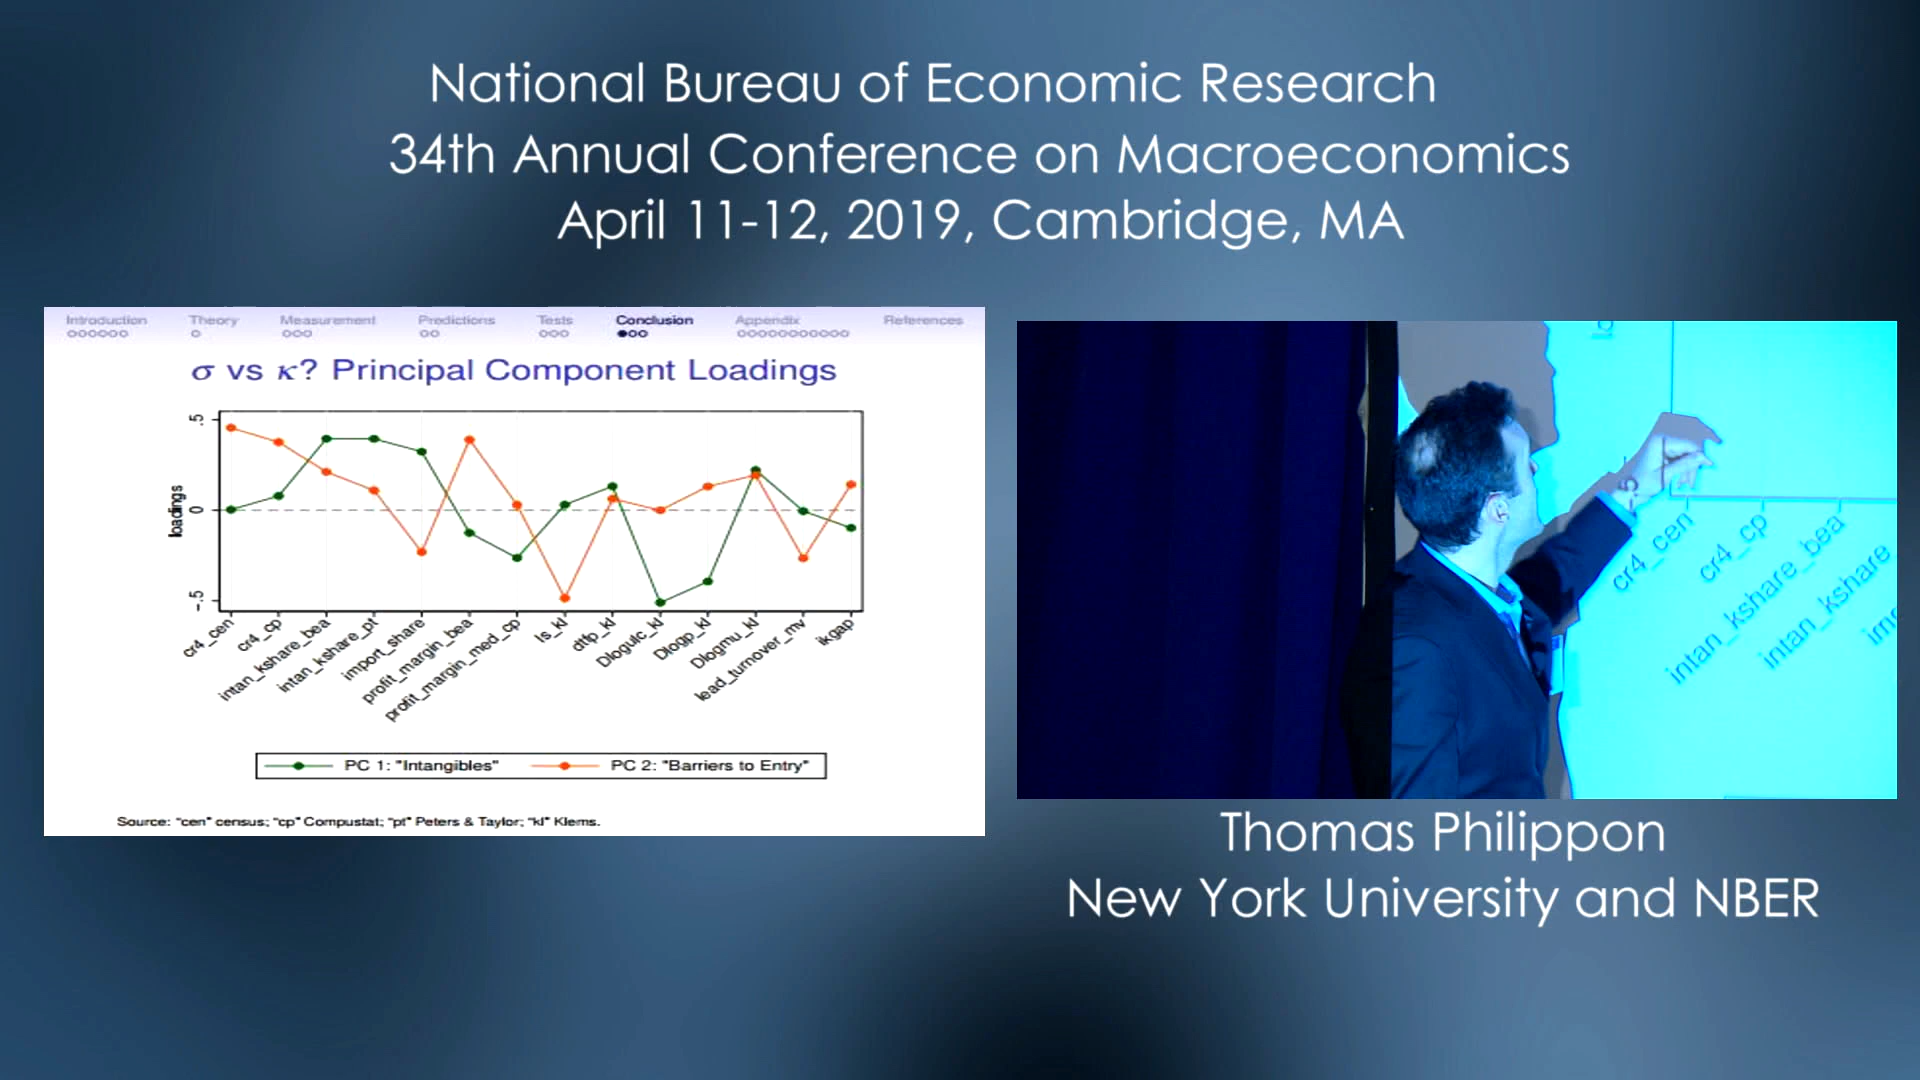 National Bureau of Economic Research
34th Annual Conference on Macroeconomics
April 11-12, 2019, Cambridge, MA
Introduction Theory Measurement Predictions Tests Conclusion Appendix References
σ vs κ? Principal Component Loadings
loadings
.5
0
-.5
cr4_cen
cr4_cp
intan_kshare_bea
intan_kshare_pt
import_share
profit_margin_bea
profit_margin_med_cp
ls_kl
dtfp_kl
Dlogulc_kl
Dlogp_kl
Dlogmu_kl
lead_turnover_mv
ikgap
PC 1: "Intangibles" PC 2: "Barriers to Entry"
Source: "cen" census; "cp" Compustat; "pt" Peters & Taylor; "kl" Klems.
lo
-.5
cr4_cen
cr4_cp
intan_kshare_bea
intan_kshare
im
Thomas Philippon
New York University and NBER